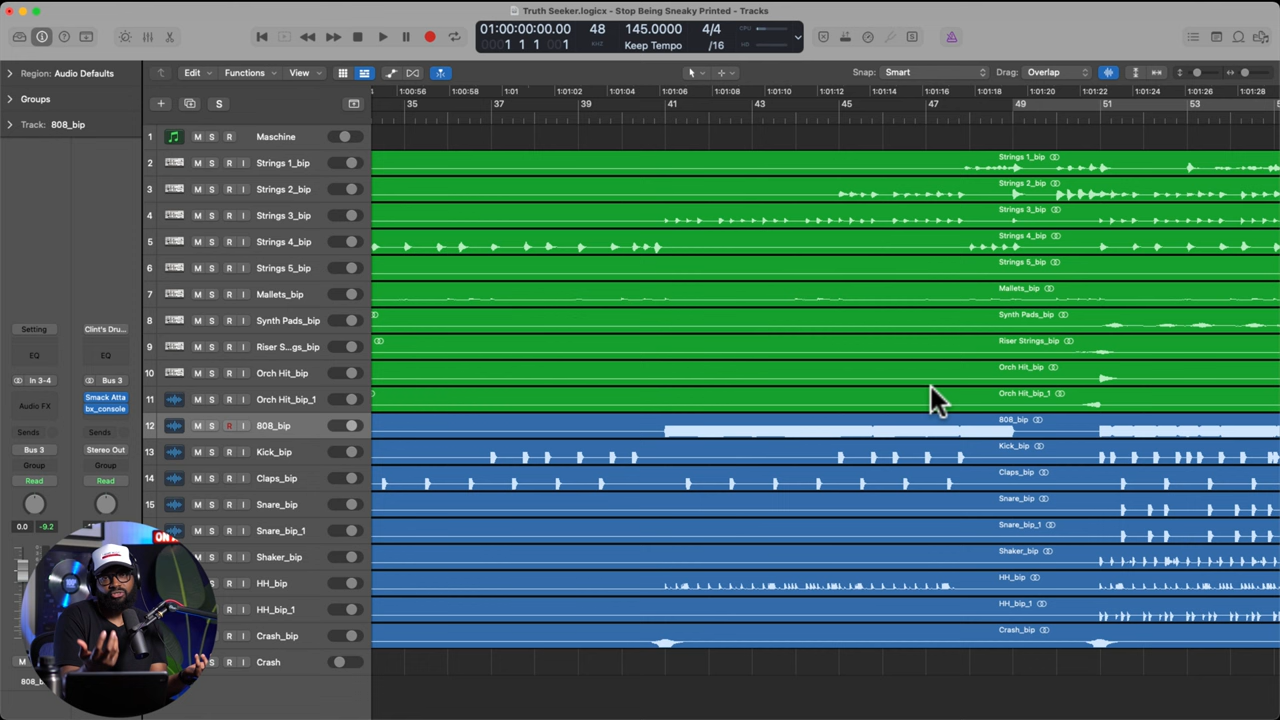 Truth Seeker.logicx - Stop Being Sneaky Printed - Tracks
01:00:00:00.00 48 145.0000 4/4
1 1 1 1 KHZ Keep Tempo /16
CPU
Region: Audio Defaults
Edit Functions View Snap: Smart Drag: Overlap
Groups
Track: 808_bip
1:00:56 1:00:58 1:01 1:01:02 1:01:04 1:01:06 1:01:08 1:01:10 1:01:12 1:01:14 1:01:16 1:01:18 1:01:20 1:01:22 1:01:24 1:01:26 1:01:28
35 37 39 41 43 45 47 49 51 53
S
1 M S R Maschine
2 M S R I Strings 1_bip Strings 1_bip
3 M S R I Strings 2_bip Strings 2_bip
4 M S R I Strings 3_bip Strings 3_bip
5 M S R I Strings 4_bip Strings 4_bip
6 M S R I Strings 5_bip Strings 5_bip
7 M S R I Mallets_bip Mallets_bip
8 M S R I Synth Pads_bip Synth Pads_bip
9 M S R I Riser S...gs_bip Riser Strings_bip
10 M S R I Orch Hit_bip Orch Hit_bip
11 M S R I Orch Hit_bip_1 Orch Hit_bip_1
12 M S R I 808_bip 808_bip
13 M S R I Kick_bip Kick_bip
14 M S R I Claps_bip Claps_bip
15 M S R I Snare_bip Snare_bip
M S R I Snare_bip_1 Snare_bip_1
S R I Shaker_bip Shaker_bip
S R I HH_bip HH_bip
R I HH_bip_1 HH_bip_1
R I Crash_bip Crash_bip
S R I Crash
Setting Clint's Dru...
EQ EQ
In 3-4 Bus 3
Audio FX Smack Atta
bx_console
Sends Sends
Bus 3 Stereo Out
Group Group
Read Read
0.0 -9.2
ON
M